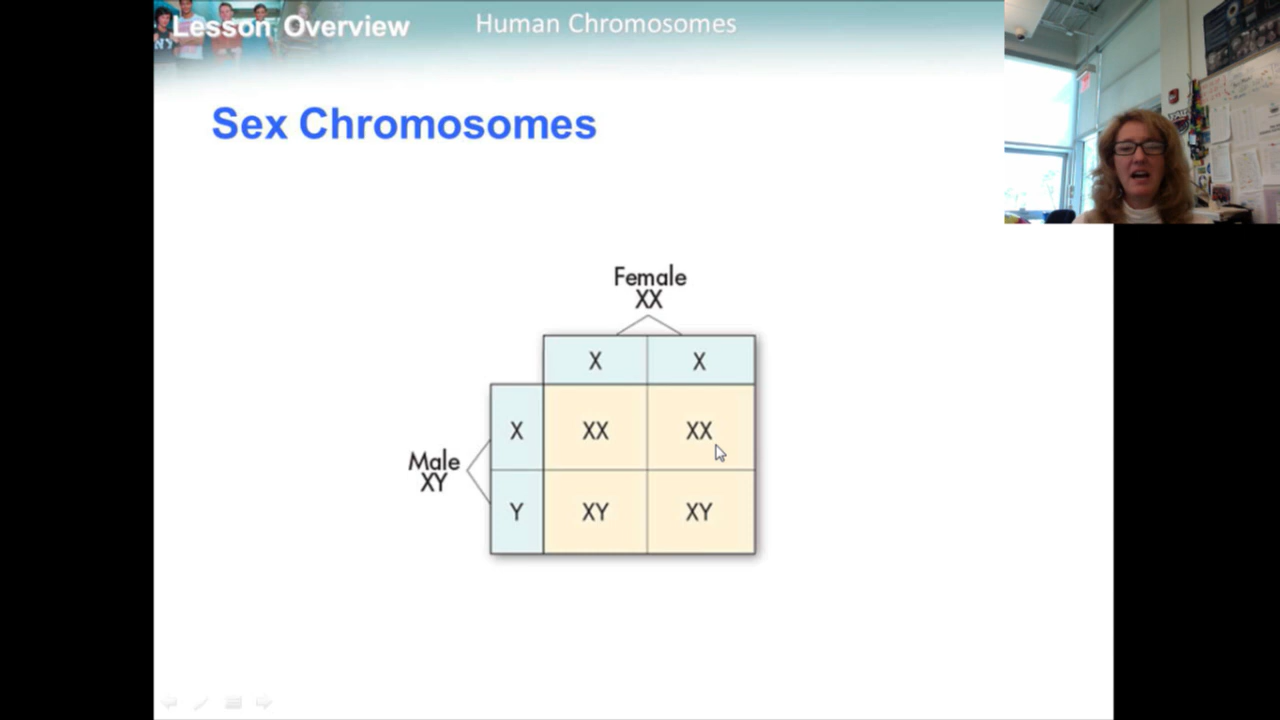 Lesson Overview
Human Chromosomes
Sex Chromosomes
Female
XX
X X
X XX XX
Male
XY
Y XY XY